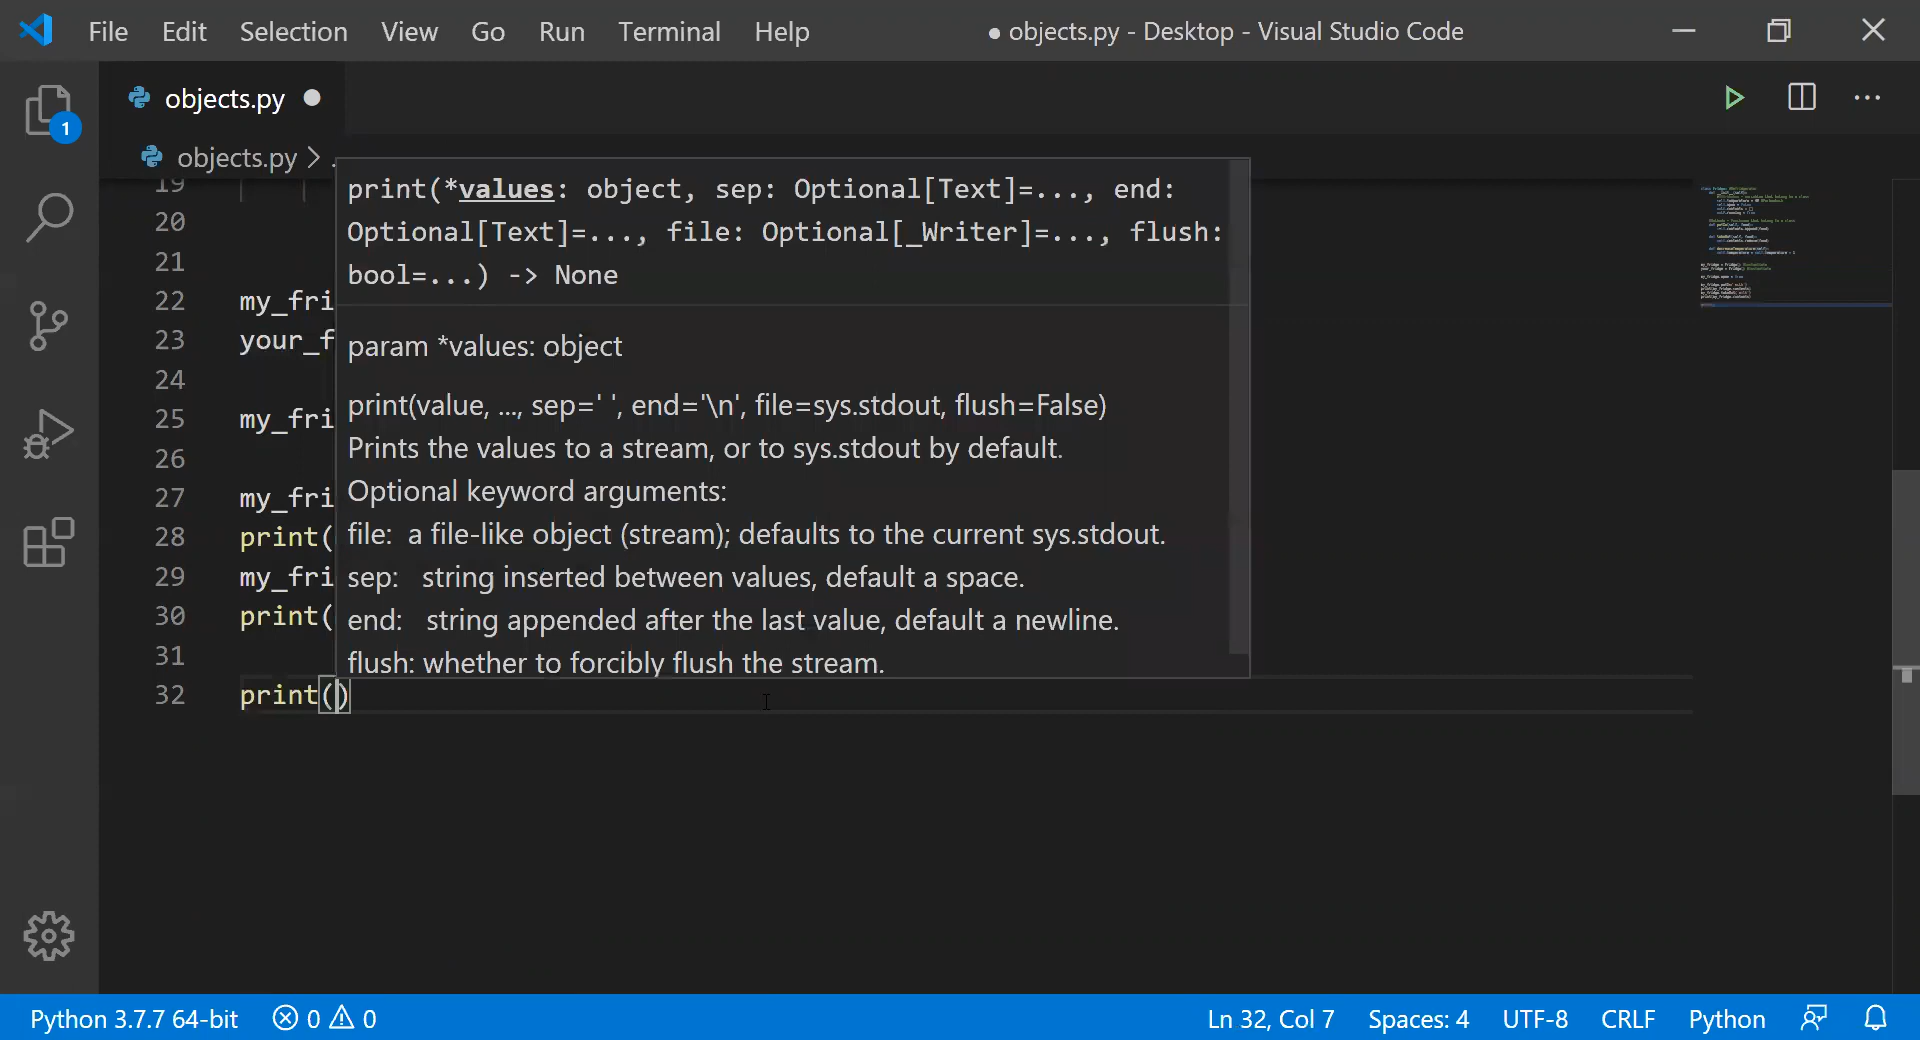 File Edit Selection View Go Run Terminal Help
● objects.py - Desktop - Visual Studio Code
objects.py ●
objects.py > .
1
19
20
21
22 my_fri
23 your_f
24
25 my_fri
26
27 my_fri
28 print(
29 my_fri
30 print(
31
32 print()
print(*values: object, sep: Optional[Text]=..., end:
Optional[Text]=..., file: Optional[_Writer]=..., flush:
bool=...) -> None
param *values: object
print(value, ..., sep=' ', end='\n', file=sys.stdout, flush=False)
Prints the values to a stream, or to sys.stdout by default.
Optional keyword arguments:
file: a file-like object (stream); defaults to the current sys.stdout.
sep: string inserted between values, default a space.
end: string appended after the last value, default a newline.
flush: whether to forcibly flush the stream.
Python 3.7.7 64-bit 0 0
Ln 32, Col 7 Spaces: 4 UTF-8 CRLF Python